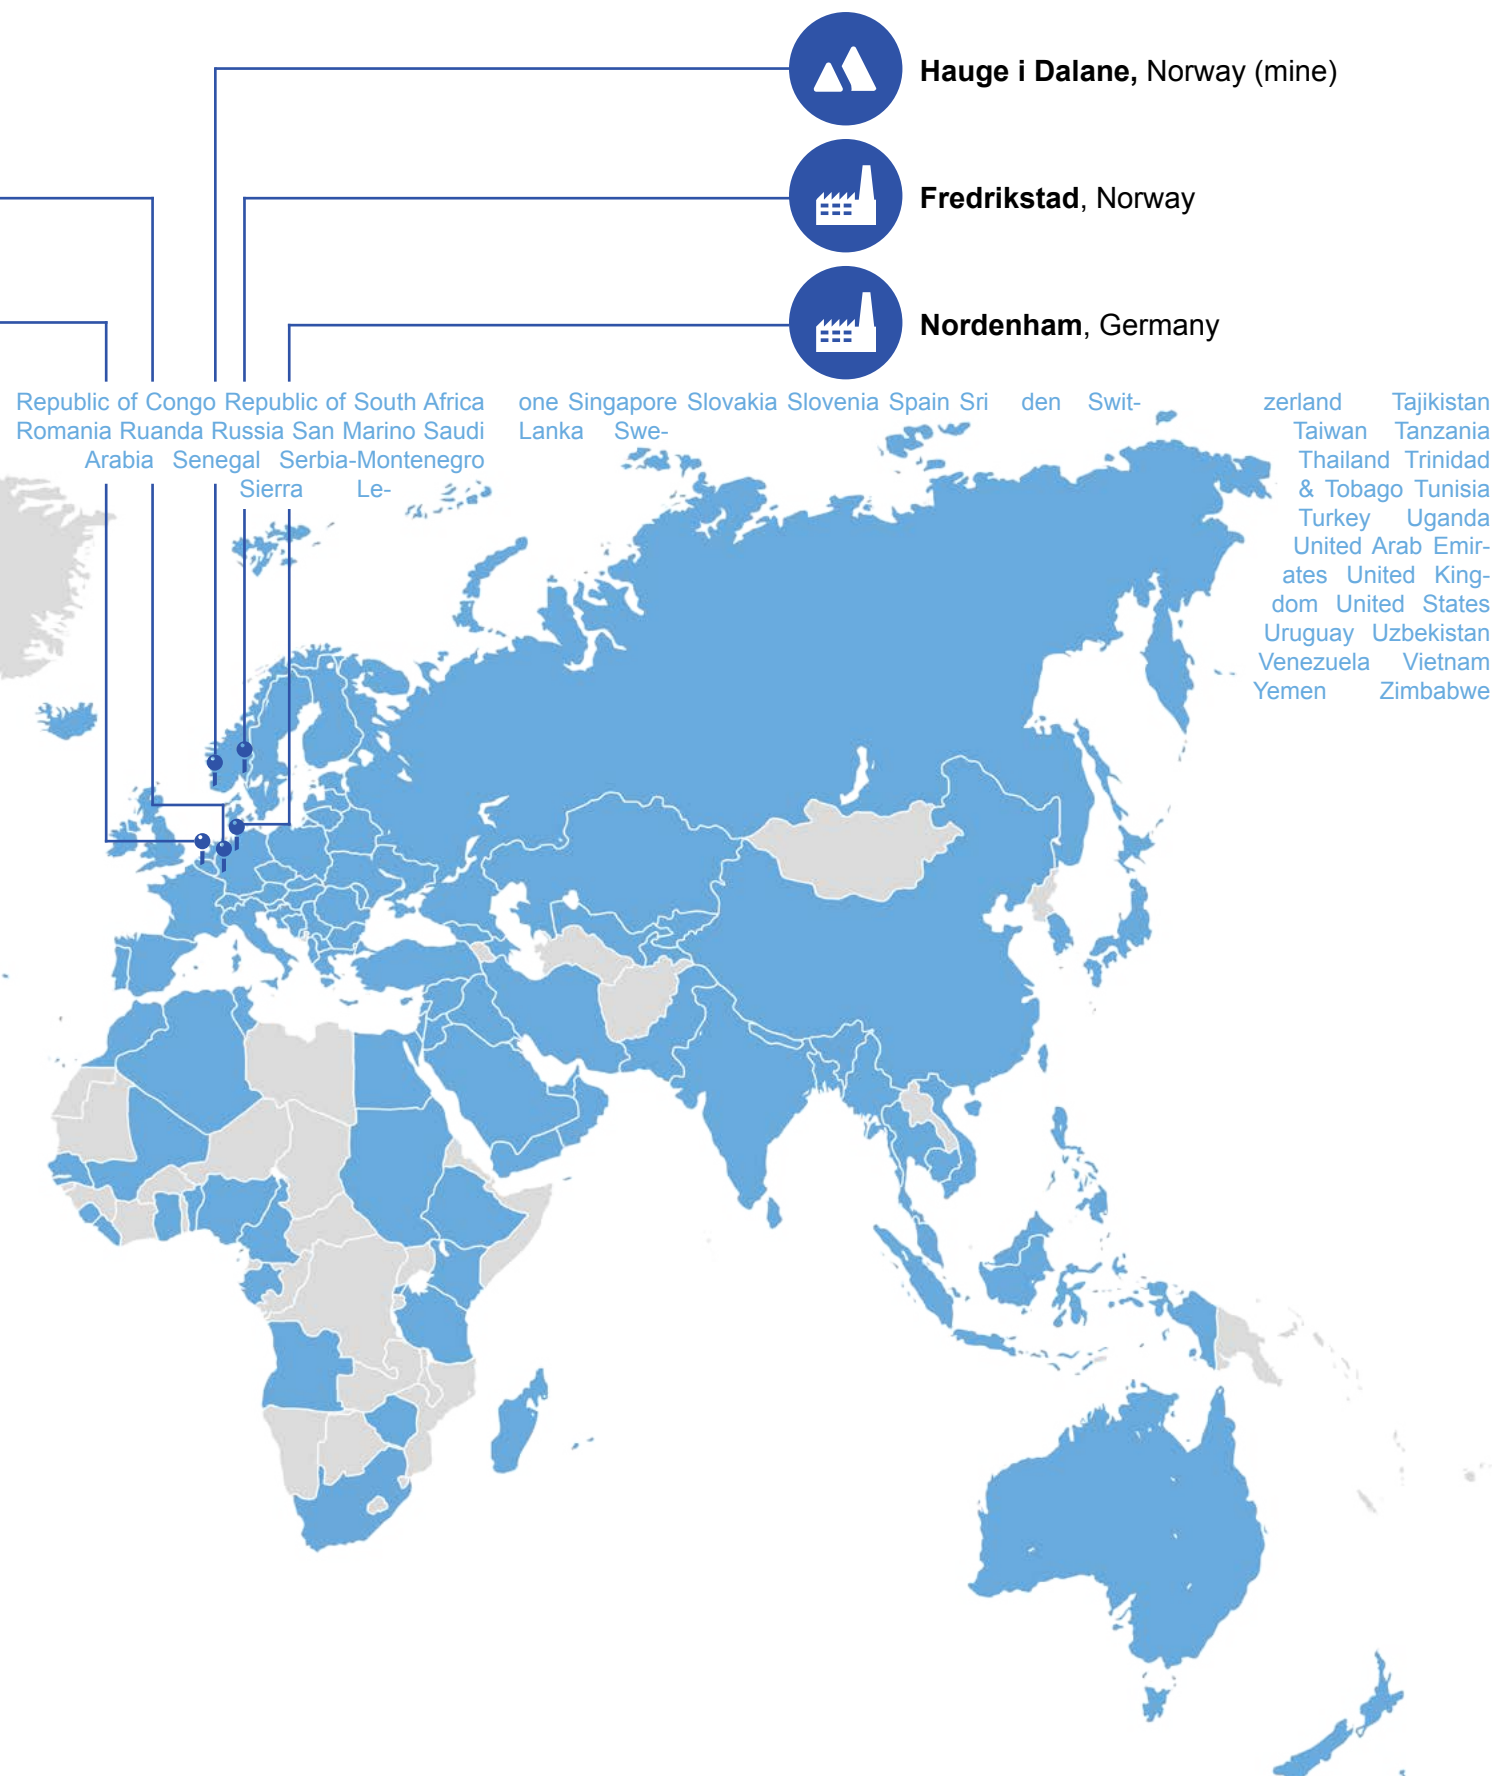 Hauge i Dalane, Norway (mine)
Fredrikstad, Norway
Nordenham, Germany
Republic of Congo Republic of South Africa
Romania Ruanda Russia San Marino Saudi
Arabia Senegal Serbia-Montenegro
Sierra Le-
one Singapore Slovakia Slovenia Spain Sri
Lanka Swe-
den Swit-
zerland Tajikistan
Taiwan Tanzania
Thailand Trinidad
& Tobago Tunisia
Turkey Uganda
United Arab Emir-
ates United King-
dom United States
Uruguay Uzbekistan
Venezuela Vietnam
Yemen Zimbabwe